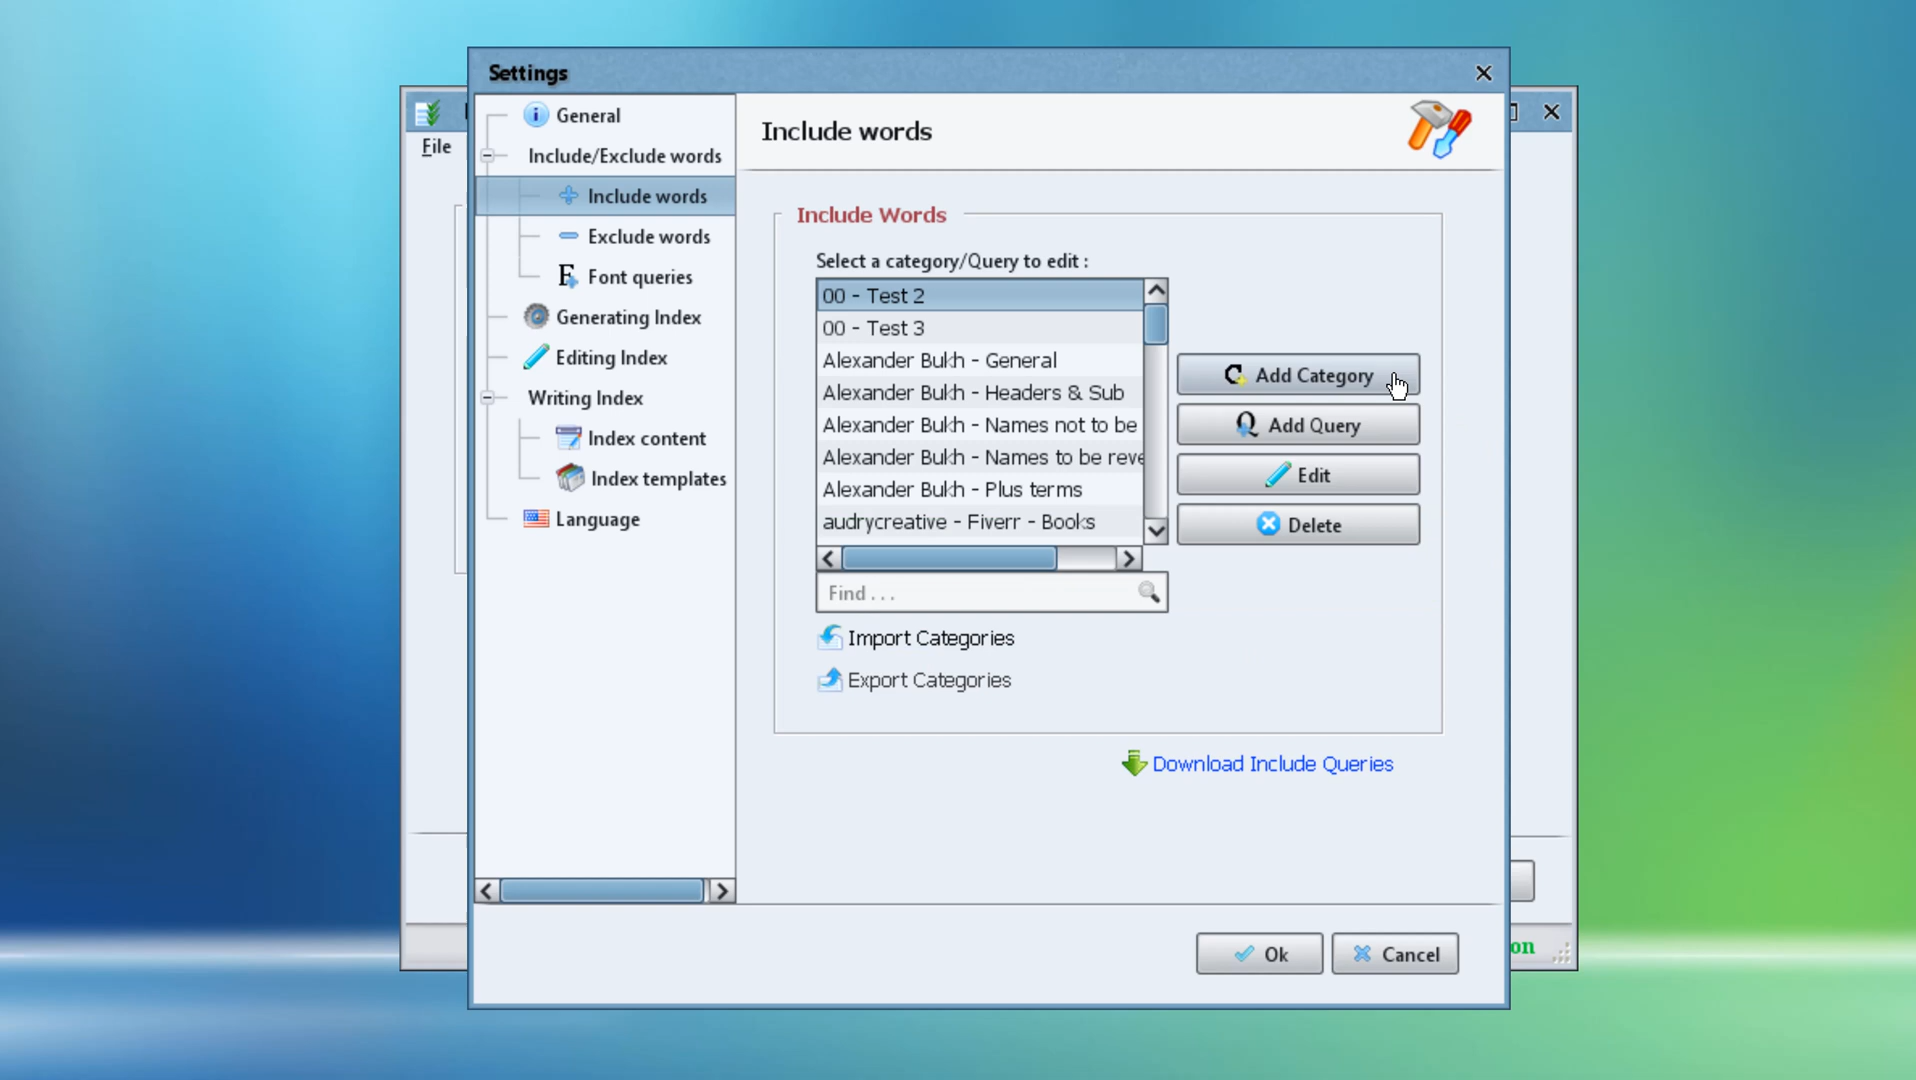 Settings
File
General
Include/Exclude words
Include words
Exclude words
Font queries
Generating Index
Editing Index
Writing Index
Index content
Index templates
Language
Include words
Include Words
Select a category/Query to edit :
00 - Test 2
00 - Test 3
Alexander Bukh - General
Alexander Bukh - Headers & Sub
Alexander Bukh - Names not to be
Alexander Bukh - Names to be reve
Alexander Bukh - Plus terms
audrycreative - Fiverr - Books
Find . . .
Import Categories
Export Categories
Add Category
Add Query
Edit
Delete
Download Include Queries
Ok
Cancel
on